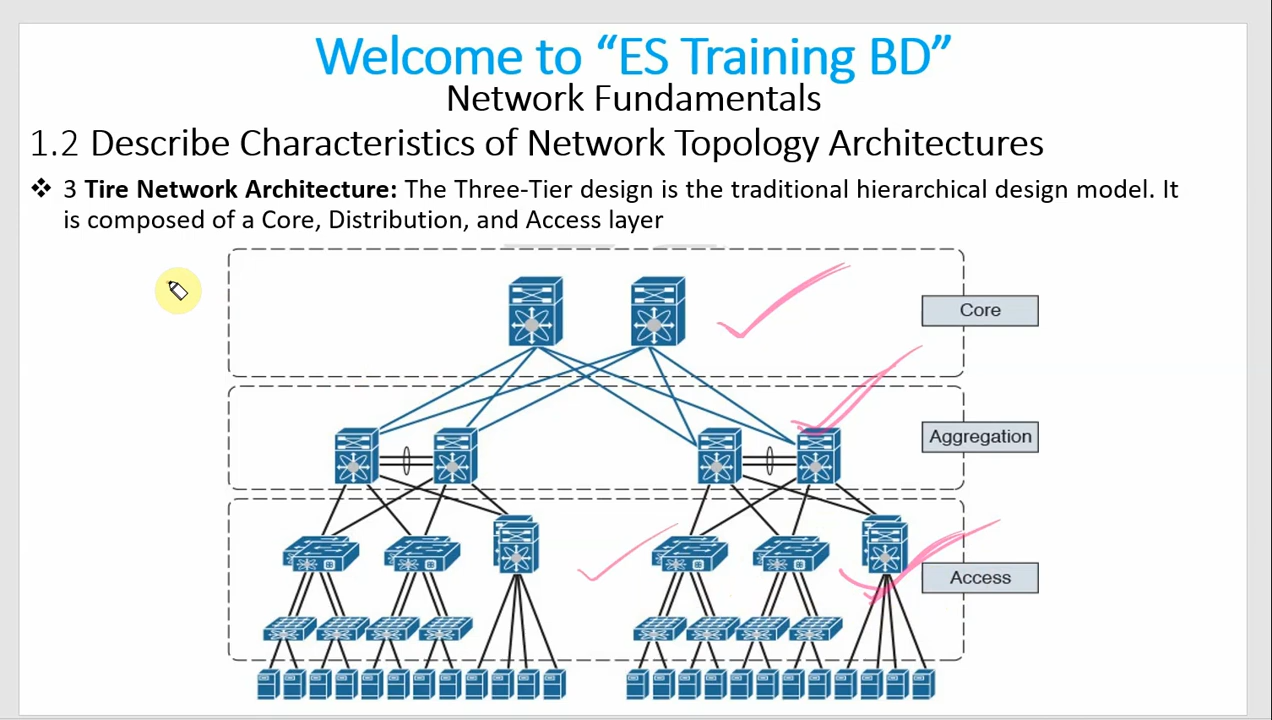 Welcome to “ES Training BD”
Network Fundamentals
1.2 Describe Characteristics of Network Topology Architectures
❖ 3 Tire Network Architecture: The Three-Tier design is the traditional hierarchical design model. It
is composed of a Core, Distribution, and Access layer
Core
Aggregation
Access